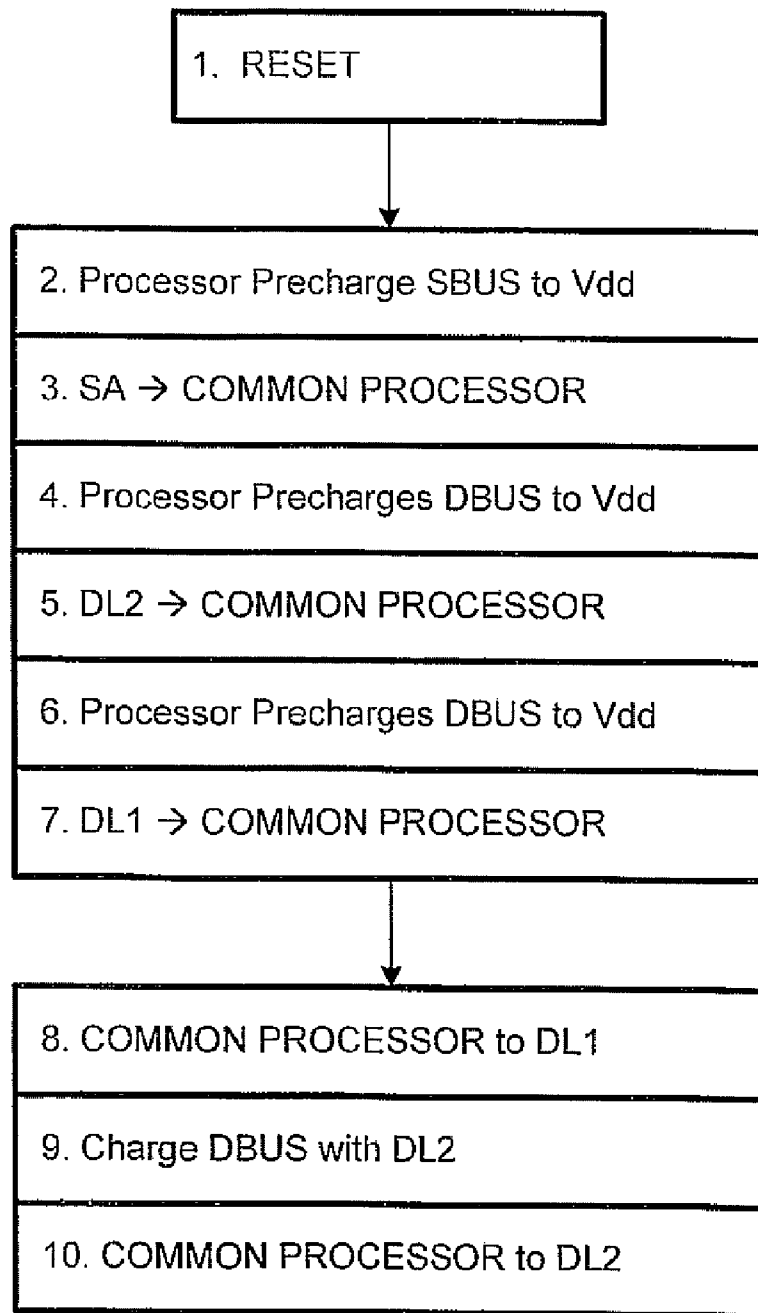 1. RESET
2. Processor Precharge SBUS to Vdd
3. SA → COMMON PROCESSOR
4. Processor Precharges DBUS to Vdd
5. DL2 → COMMON PROCESSOR
6. Processor Precharges DBUS to Vdd
7. DL1 → COMMON PROCESSOR
8. COMMON PROCESSOR to DL1
9. Charge DBUS with DL2
10. COMMON PROCESSOR to DL2